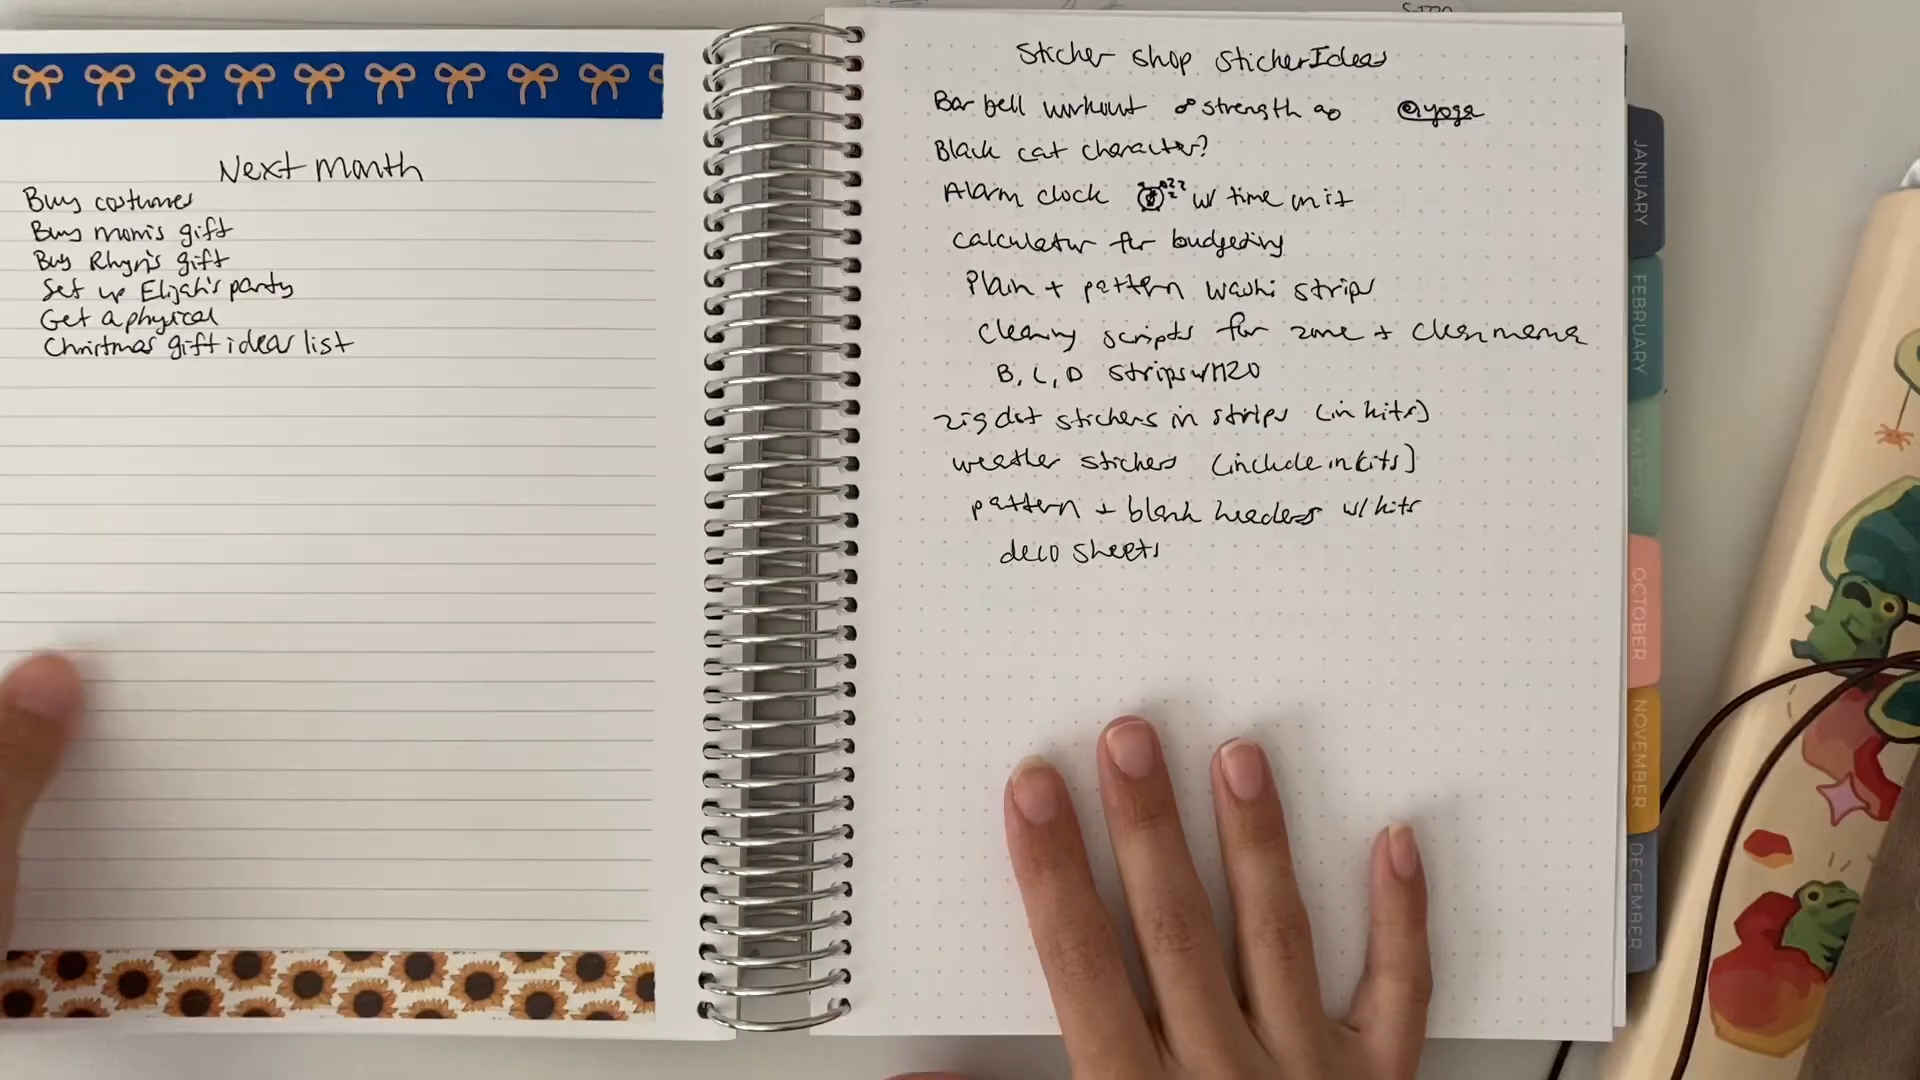 Next month
Buy costumes
Buy mom's gift
Buy Rhyn's gift
Set up Elijah's party
Get a physical
Christmas gift ideas list
Sticker shop Sticker Ideas
Bar bell workout strength @yoga
Black cat character?
Alarm clock w/ time on it
calculator for budgeting
Plain + pattern washi strips
cleaning scripts for zone + clean mama
B, L, D strips w/ H2O
dot stickers in strips (in kits)
weather stickers (include in kits)
pattern + blank headers w/ kits
deco sheets
JANUARY
FEBRUARY
MARCH
OCTOBER
NOVEMBER
DECEMBER